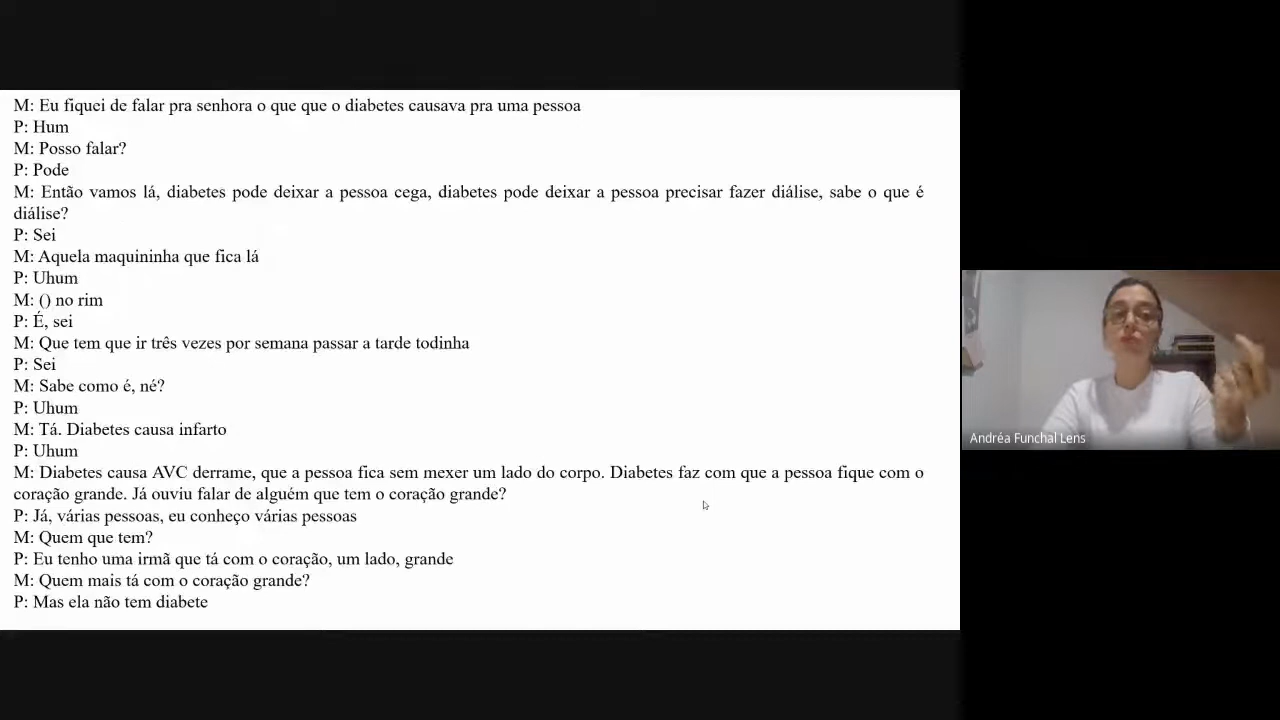 M: Eu fiquei de falar pra senhora o que que o diabetes causava pra uma pessoa
P: Hum
M: Posso falar?
P: Pode
M: Então vamos lá, diabetes pode deixar a pessoa cega, diabetes pode deixar a pessoa precisar fazer diálise, sabe o que é
diálise?
P: Sei
M: Aquela maquininha que fica lá
P: Uhum
M: () no rim
P: É, sei
M: Que tem que ir três vezes por semana passar a tarde todinha
P: Sei
M: Sabe como é, né?
P: Uhum
M: Tá. Diabetes causa infarto
P: Uhum
M: Diabetes causa AVC derrame, que a pessoa fica sem mexer um lado do corpo. Diabetes faz com que a pessoa fique com o
coração grande. Já ouviu falar de alguém que tem o coração grande?
P: Já, várias pessoas, eu conheço várias pessoas
M: Quem que tem?
P: Eu tenho uma irmã que tá com o coração, um lado, grande
M: Quem mais tá com o coração grande?
P: Mas ela não tem diabete
Andréa Funchal Lens